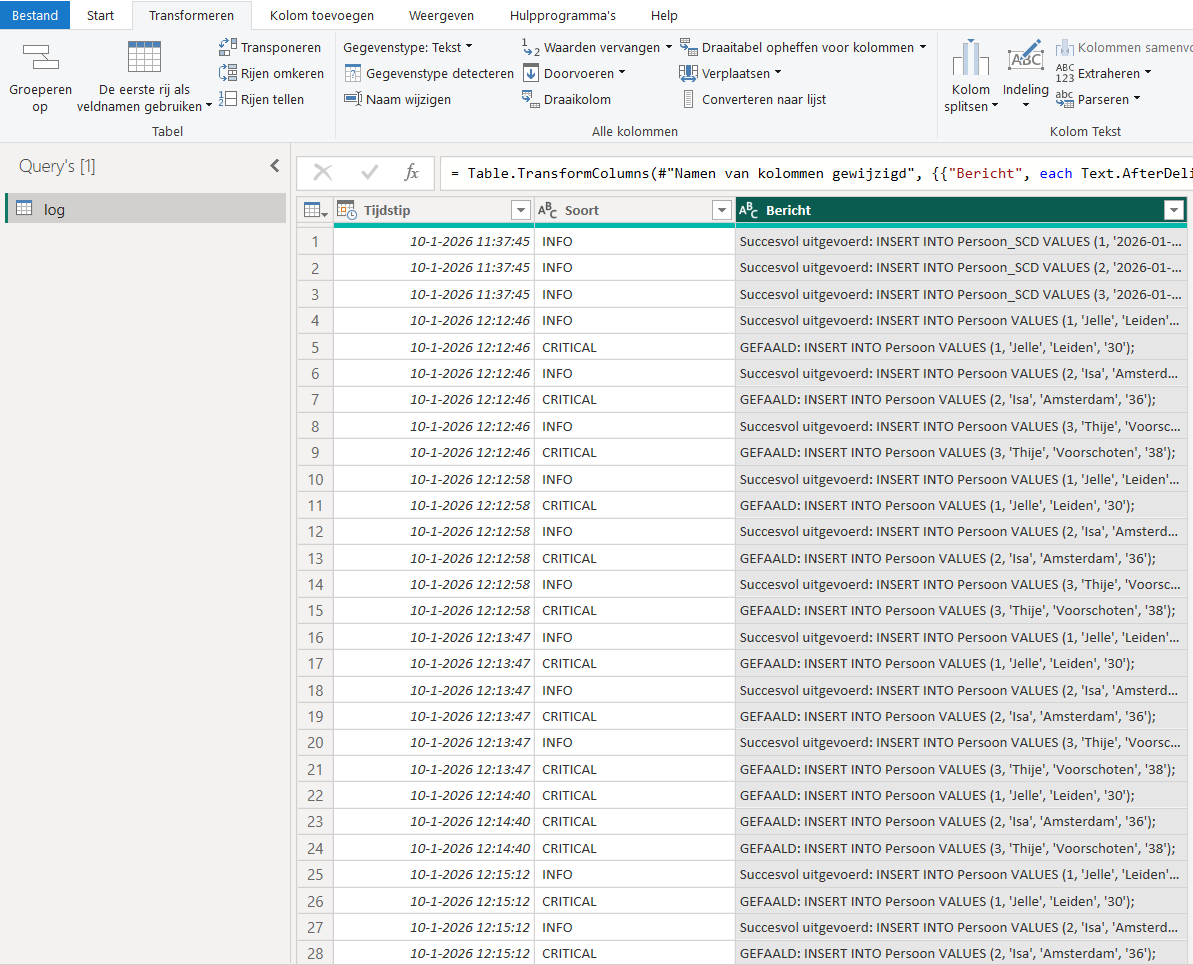 Bestand Start Transformeren Kolom toevoegen Weergeven Hulpprogramma's Help
Groeperen op
De eerste rij als veldnamen gebruiken
Transponeren
Rijen omkeren
Rijen tellen
Tabel
Gegevenstype: Tekst
Gegevenstype detecteren
Naam wijzigen
1 2 Waarden vervangen
Doorvoeren
Draaikolom
Draaitabel opheffen voor kolommen
Verplaatsen
Converteren naar lijst
Alle kolommen
Kolom splitsen
ABC
Indeling
Kolommen samenvo
ABC 123 Extraheren
abc Parseren
Kolom Tekst
Query's [1]
log
fx = Table.TransformColumns(#"Namen van kolommen gewijzigd", {{"Bericht", each Text.AfterDeli
Tijdstip ABC Soort ABC Bericht
1 10-1-2026 11:37:45 INFO Succesvol uitgevoerd: INSERT INTO Persoon_SCD VALUES (1, '2026-01-...
2 10-1-2026 11:37:45 INFO Succesvol uitgevoerd: INSERT INTO Persoon_SCD VALUES (2, '2026-01-...
3 10-1-2026 11:37:45 INFO Succesvol uitgevoerd: INSERT INTO Persoon_SCD VALUES (3, '2026-01-...
4 10-1-2026 12:12:46 INFO Succesvol uitgevoerd: INSERT INTO Persoon VALUES (1, 'Jelle', 'Leiden'...
5 10-1-2026 12:12:46 CRITICAL GEFAALD: INSERT INTO Persoon VALUES (1, 'Jelle', 'Leiden', '30');
6 10-1-2026 12:12:46 INFO Succesvol uitgevoerd: INSERT INTO Persoon VALUES (2, 'Isa', 'Amsterd...
7 10-1-2026 12:12:46 CRITICAL GEFAALD: INSERT INTO Persoon VALUES (2, 'Isa', 'Amsterdam', '36');
8 10-1-2026 12:12:46 INFO Succesvol uitgevoerd: INSERT INTO Persoon VALUES (3, 'Thije', 'Voorsc...
9 10-1-2026 12:12:46 CRITICAL GEFAALD: INSERT INTO Persoon VALUES (3, 'Thije', 'Voorschoten', '38');
10 10-1-2026 12:12:58 INFO Succesvol uitgevoerd: INSERT INTO Persoon VALUES (1, 'Jelle', 'Leiden'...
11 10-1-2026 12:12:58 CRITICAL GEFAALD: INSERT INTO Persoon VALUES (1, 'Jelle', 'Leiden', '30');
12 10-1-2026 12:12:58 INFO Succesvol uitgevoerd: INSERT INTO Persoon VALUES (2, 'Isa', 'Amsterd...
13 10-1-2026 12:12:58 CRITICAL GEFAALD: INSERT INTO Persoon VALUES (2, 'Isa', 'Amsterdam', '36');
14 10-1-2026 12:12:58 INFO Succesvol uitgevoerd: INSERT INTO Persoon VALUES (3, 'Thije', 'Voorsc...
15 10-1-2026 12:12:58 CRITICAL GEFAALD: INSERT INTO Persoon VALUES (3, 'Thije', 'Voorschoten', '38');
16 10-1-2026 12:13:47 INFO Succesvol uitgevoerd: INSERT INTO Persoon VALUES (1, 'Jelle', 'Leiden'...
17 10-1-2026 12:13:47 CRITICAL GEFAALD: INSERT INTO Persoon VALUES (1, 'Jelle', 'Leiden', '30');
18 10-1-2026 12:13:47 INFO Succesvol uitgevoerd: INSERT INTO Persoon VALUES (2, 'Isa', 'Amsterd...
19 10-1-2026 12:13:47 CRITICAL GEFAALD: INSERT INTO Persoon VALUES (2, 'Isa', 'Amsterdam', '36');
20 10-1-2026 12:13:47 INFO Succesvol uitgevoerd: INSERT INTO Persoon VALUES (3, 'Thije', 'Voorsc...
21 10-1-2026 12:13:47 CRITICAL GEFAALD: INSERT INTO Persoon VALUES (3, 'Thije', 'Voorschoten', '38');
22 10-1-2026 12:14:40 CRITICAL GEFAALD: INSERT INTO Persoon VALUES (1, 'Jelle', 'Leiden', '30');
23 10-1-2026 12:14:40 CRITICAL GEFAALD: INSERT INTO Persoon VALUES (2, 'Isa', 'Amsterdam', '36');
24 10-1-2026 12:14:40 CRITICAL GEFAALD: INSERT INTO Persoon VALUES (3, 'Thije', 'Voorschoten', '38');
25 10-1-2026 12:15:12 INFO Succesvol uitgevoerd: INSERT INTO Persoon VALUES (1, 'Jelle', 'Leiden'...
26 10-1-2026 12:15:12 CRITICAL GEFAALD: INSERT INTO Persoon VALUES (1, 'Jelle', 'Leiden', '30');
27 10-1-2026 12:15:12 INFO Succesvol uitgevoerd: INSERT INTO Persoon VALUES (2, 'Isa', 'Amsterd...
28 10-1-2026 12:15:12 CRITICAL GEFAALD: INSERT INTO Persoon VALUES (2, 'Isa', 'Amsterdam', '36');